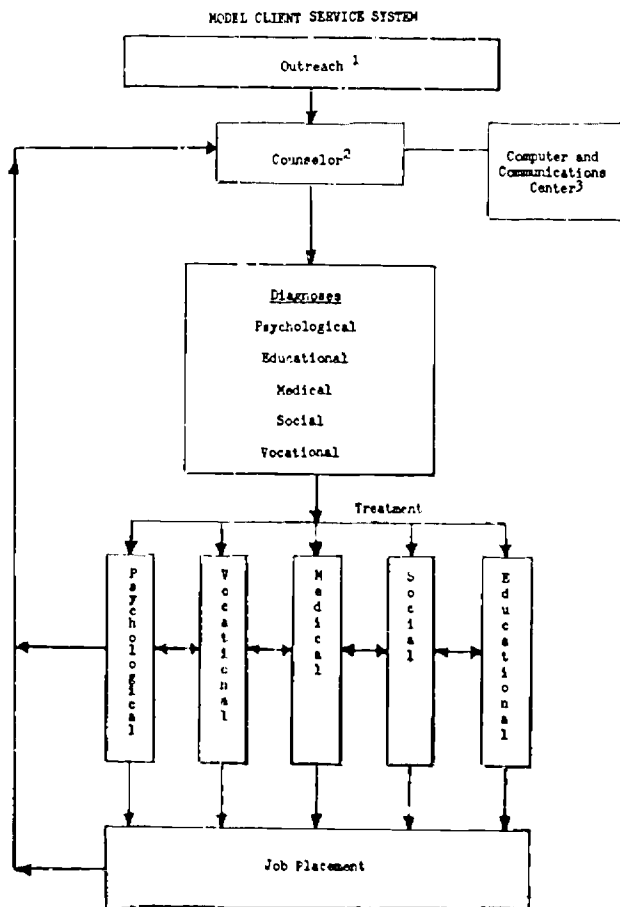 MODEL CLIENT SERVICE SYSTEM
Outreach 1
Counselor2
Computer and
Communications
Center3
Diagnoses
Psychological
Educational
Medical
Social
Vocational
Treatment
Psychological
Vocational
Medical
Social
Educational
Job Placement